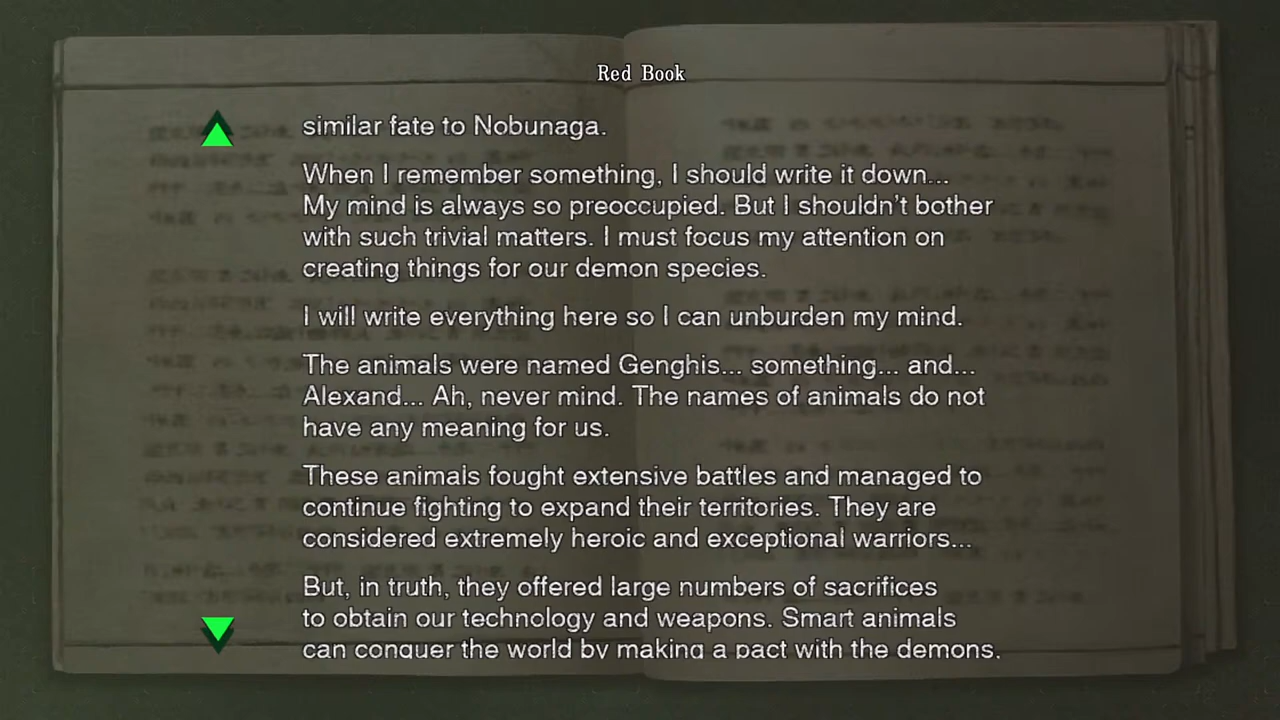 Red Book
similar fate to Nobunaga.
When I remember something, I should write it down...
My mind is always so preoccupied. But I shouldn't bother
with such trivial matters. I must focus my attention on
creating things for our demon species.
I will write everything here so I can unburden my mind.
The animals were named Genghis... something... and...
Alexand... Ah, never mind. The names of animals do not
have any meaning for us.
These animals fought extensive battles and managed to
continue fighting to expand their territories. They are
considered extremely heroic and exceptional warriors...
But, in truth, they offered large numbers of sacrifices
to obtain our technology and weapons. Smart animals
can conquer the world by making a pact with the demons.